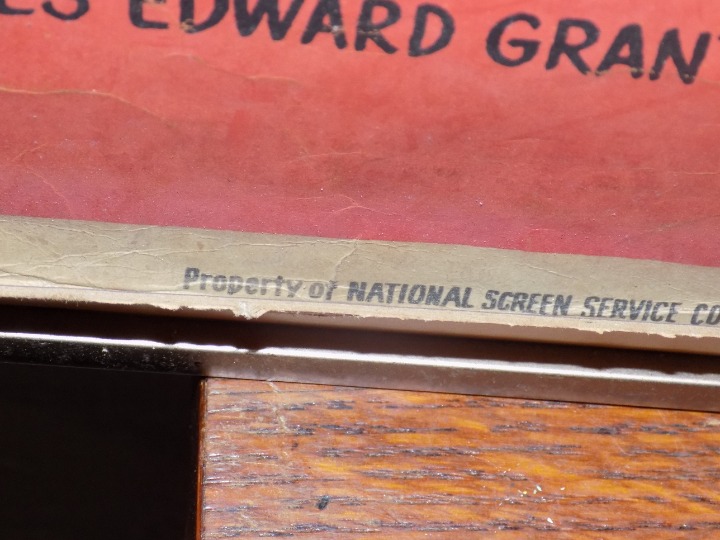 ES EDWARD GRANT
Property of NATIONAL SCREEN SERVICE CO